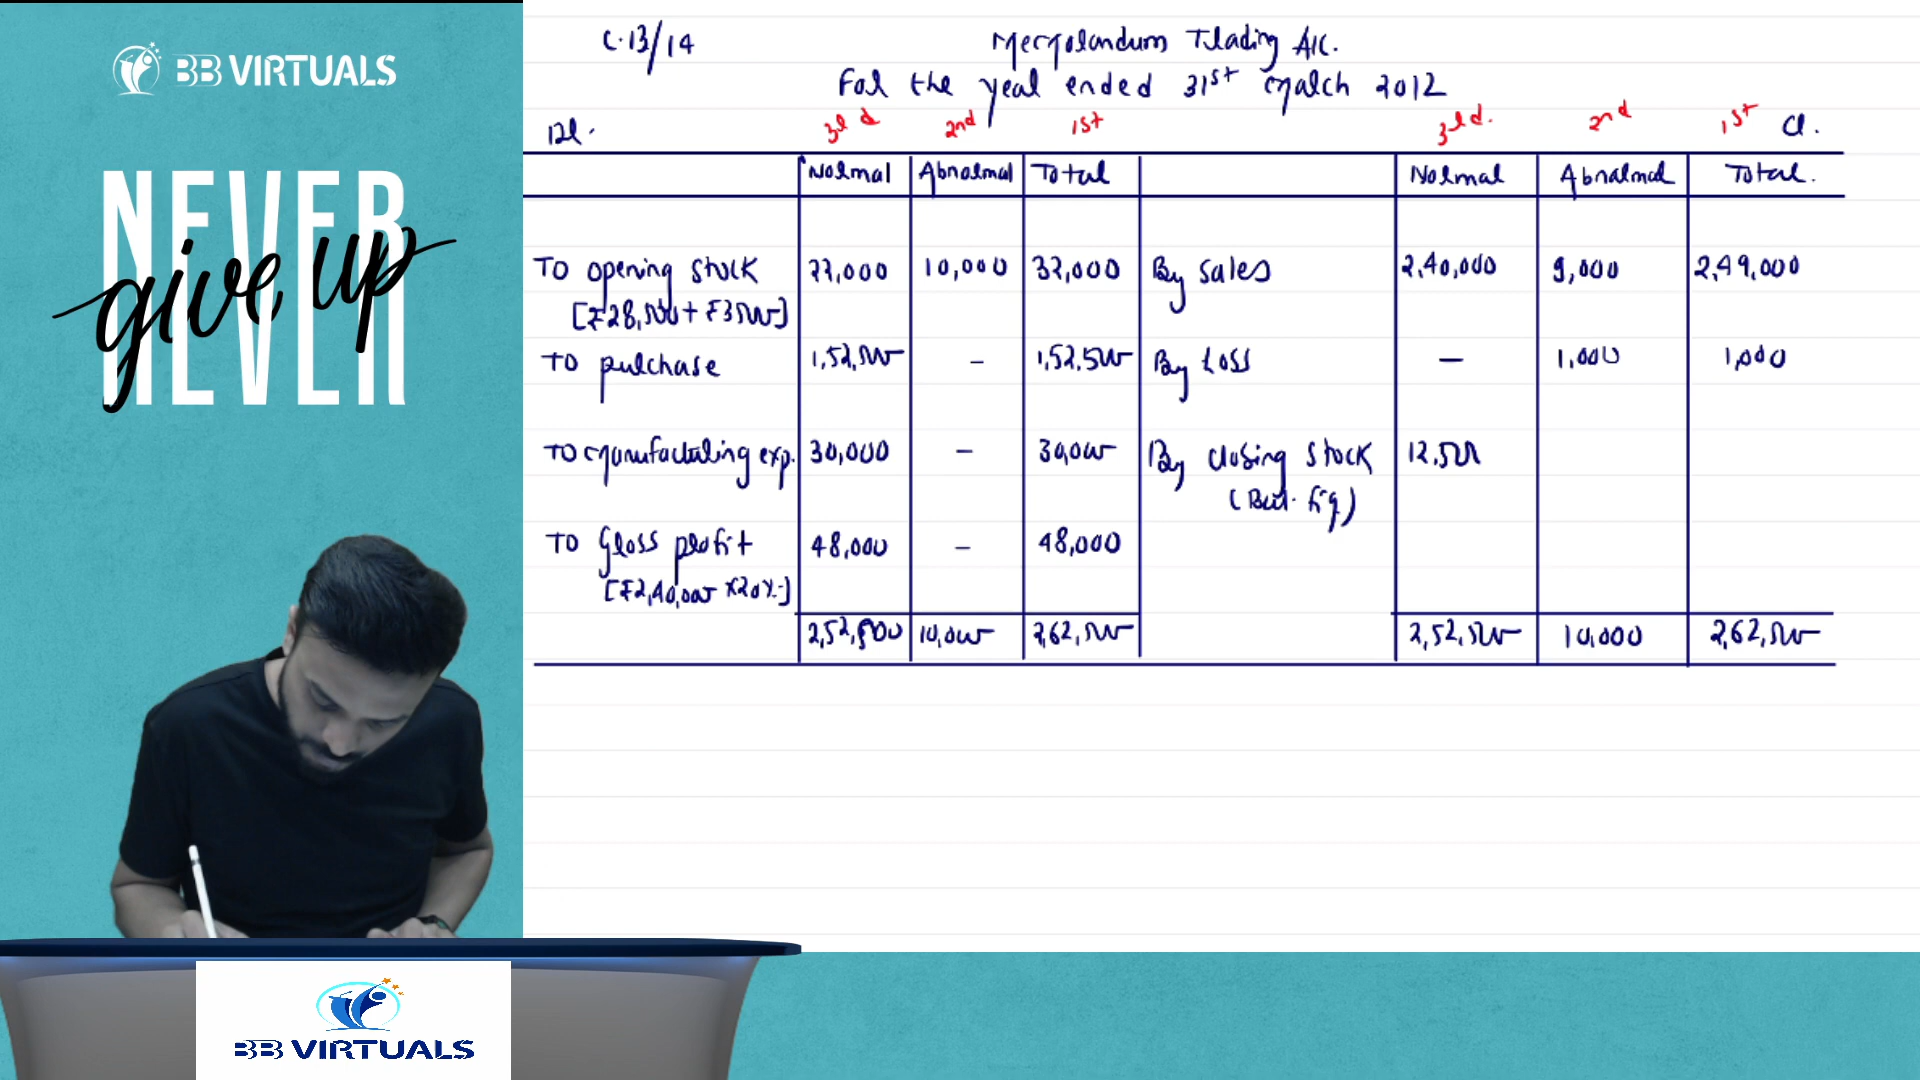 BB VIRTUALS
NEVER
give up
NEVER
C.13/14
Memorandum Trading A/C.
For the year ended 31st March 2012
Dr. 3rd 2nd 1st 3rd. 2nd 1st Cr.
Normal Abnormal Total Normal Abnormal Total.
To opening stock 22,000 10,000 32,000 By Sales 2,40,000 9,000 2,49,000
[₹28,500 + ₹3500]
To purchase 1,52,500 - 1,52,500 By Loss — 1,000 1,000
To manufacturing exp. 30,000 - 30,000 By closing stock 12,500
(Bal. fig)
To Gross profit 48,000 - 48,000
[₹2,40,000 x 20%]
2,52,500 10,000 2,62,500 2,52,500 10,000 2,62,500
BB VIRTUALS